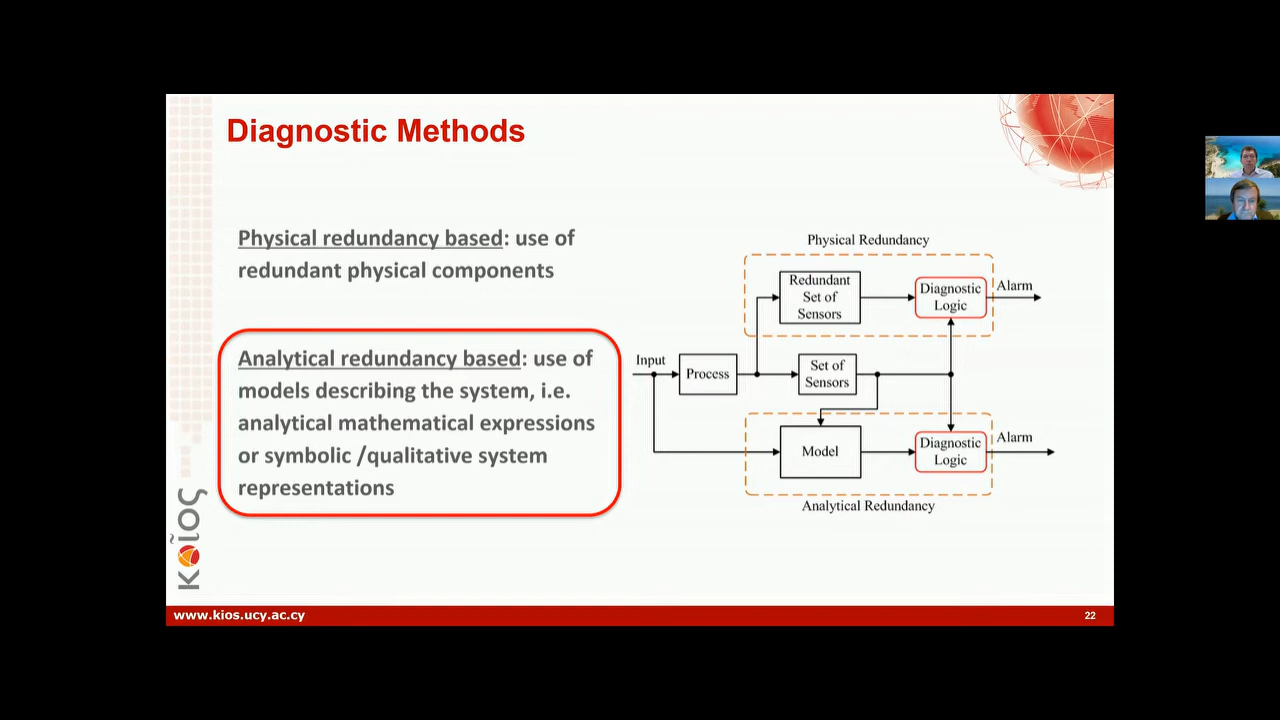 Diagnostic Methods
Physical redundancy based: use of
redundant physical components
Analytical redundancy based: use of
models describing the system, i.e.
analytical mathematical expressions
or symbolic /qualitative system
representations
Physical Redundancy
Redundant
Set of
Sensors
Diagnostic
Logic
Alarm
Input
Process
Set of
Sensors
Model
Diagnostic
Logic
Alarm
Analytical Redundancy
κοῖος
www.kios.ucy.ac.cy
22